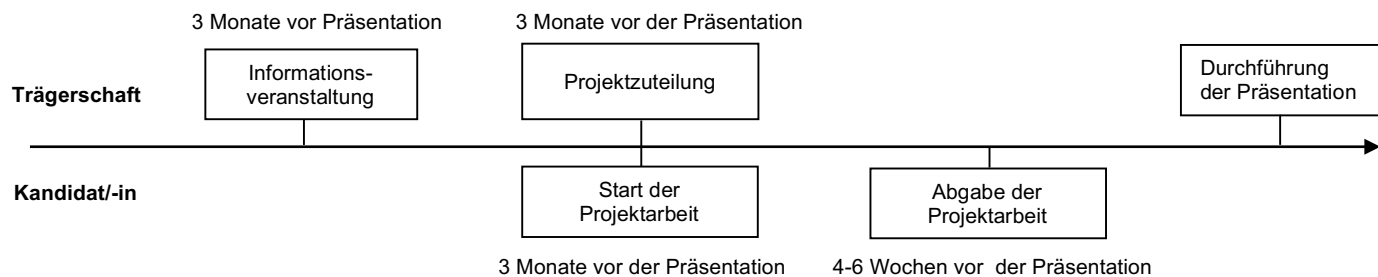 3 Monate vor Präsentation
3 Monate vor der Präsentation
Informations-
veranstaltung
Projektzuteilung
Durchführung
der Präsentation
Trägerschaft
Kandidat/-in
Start der
Projektarbeit
Abgabe der
Projektarbeit
3 Monate vor der Präsentation
4-6 Wochen vor  der Präsentation